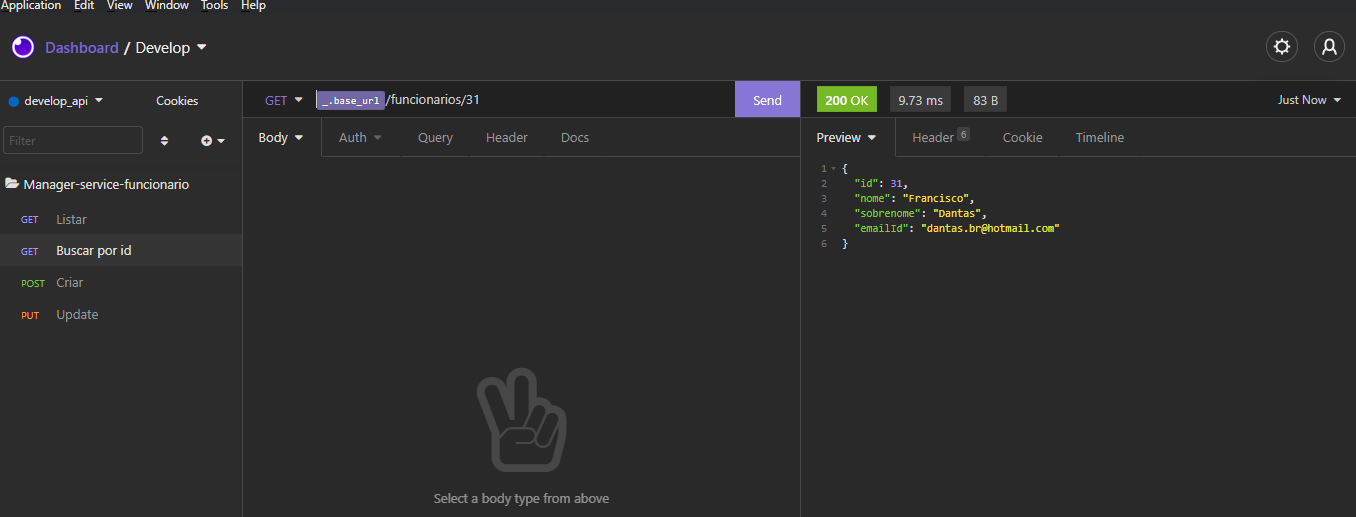 Application Edit View Window Tools Help
Dashboard / Develop
develop_api Cookies
GET _.base_url/funcionarios/31 Send
200 OK 9.73 ms 83 B Just Now
Filter
Body Auth Query Header Docs
Preview Header 6 Cookie Timeline
Manager-service-funcionario
GET Listar
GET Buscar por id
POST Criar
PUT Update
1 {
2 "id": 31,
3 "nome": "Francisco",
4 "sobrenome": "Dantas",
5 "emailId": "dantas.br@hotmail.com"
6 }
Select a body type from above